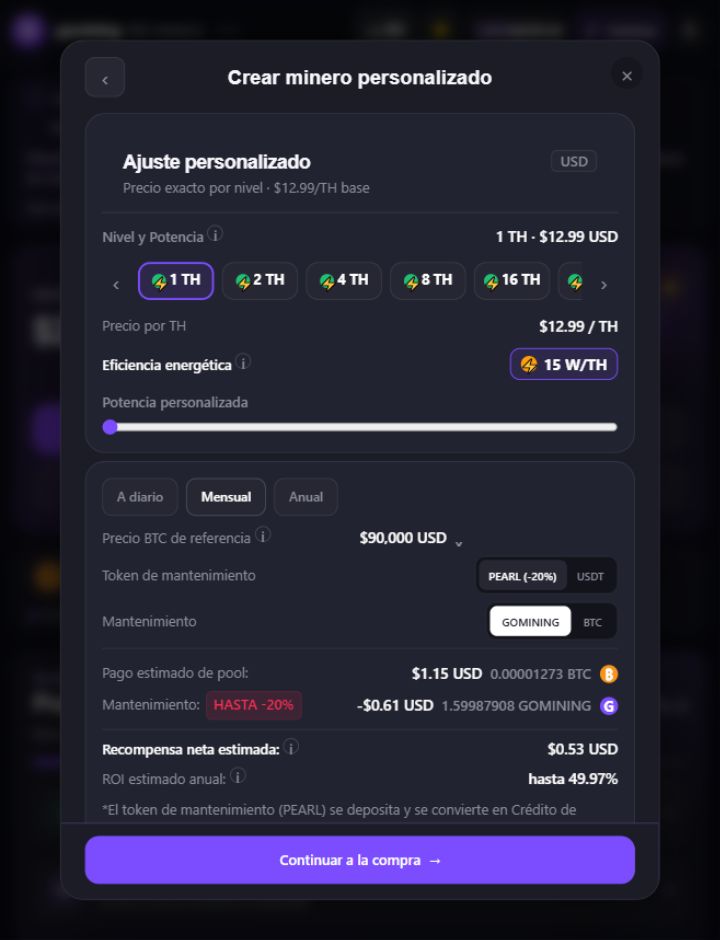 Crear minero personalizado
Ajuste personalizado
USD
Precio exacto por nivel · $12.99/TH base
Nivel y Potencia
1 TH · $12.99 USD
1 TH 2 TH 4 TH 8 TH 16 TH
Precio por TH
$12.99 / TH
Eficiencia energética
15 W/TH
Potencia personalizada
A diario Mensual Anual
Precio BTC de referencia
$90,000 USD
Token de mantenimiento
PEARL (-20%) USDT
Mantenimiento
GOMINING BTC
Pago estimado de pool:
$1.15 USD 0.00001273 BTC
Mantenimiento: HASTA -20%
-$0.61 USD 1.59987908 GOMINING
Recompensa neta estimada:
$0.53 USD
ROI estimado anual:
hasta 49.97%
*El token de mantenimiento (PEARL) se deposita y se convierte en Crédito de
Continuar a la compra →